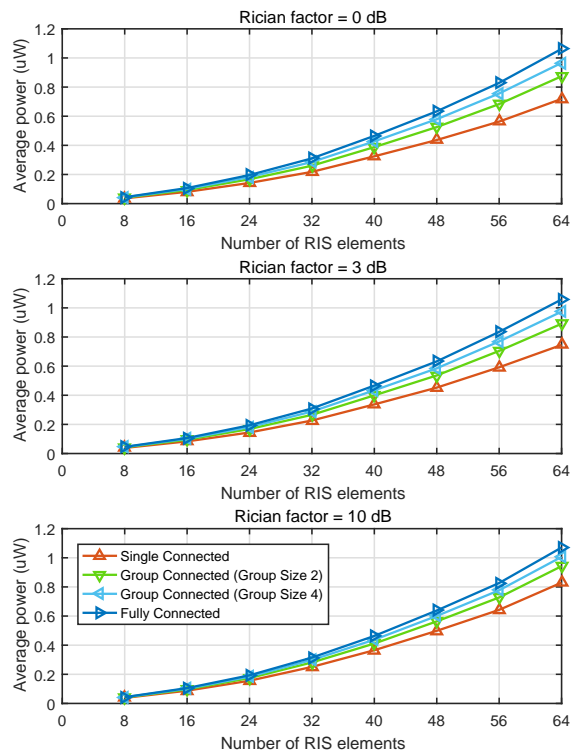 Rician factor = 0 dB
1.2
1
0.8
0.6
0.4
0.2
0
Average power (uW)
0 8 16 24 32 40 48 56 64
Number of RIS elements
Rician factor = 3 dB
1.2
1
0.8
0.6
0.4
0.2
0
Average power (uW)
0 8 16 24 32 40 48 56 64
Number of RIS elements
Rician factor = 10 dB
1.2
1
0.8
0.6
0.4
0.2
0
Average power (uW)
Single Connected
Group Connected (Group Size 2)
Group Connected (Group Size 4)
Fully Connected
0 8 16 24 32 40 48 56 64
Number of RIS elements